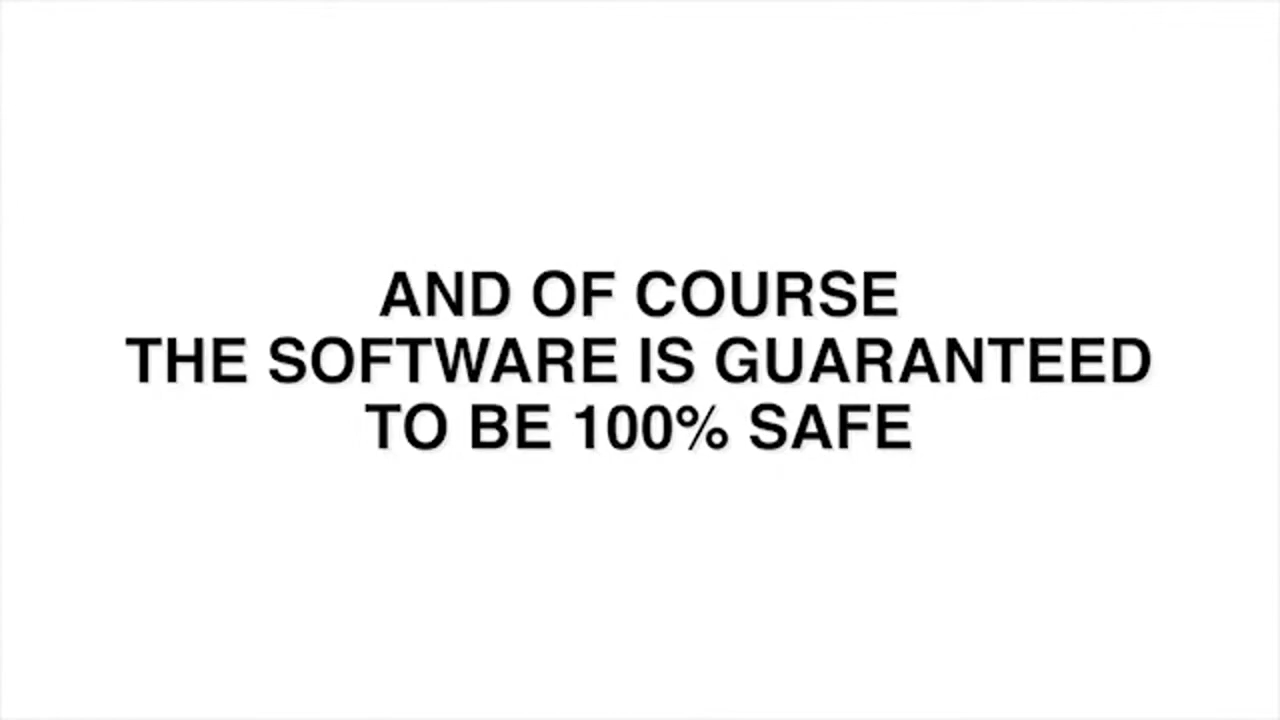 AND OF COURSE
THE SOFTWARE IS GUARANTEED
TO BE 100% SAFE